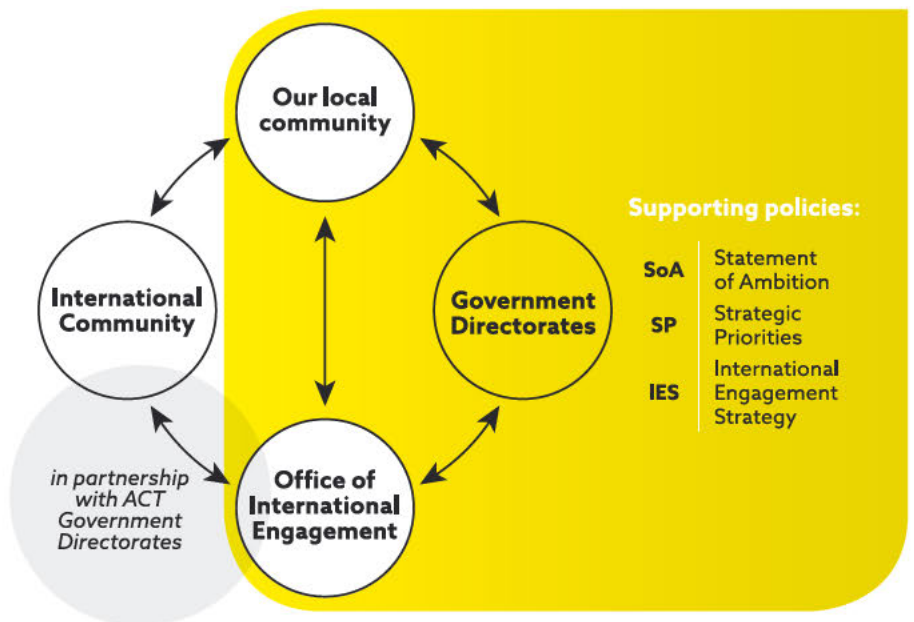 Our local
community
International
Community
Government
Directorates
Office of
International
Engagement
in partnership
with ACT
Government
Directorates
Supporting policies:
SoA
Statement
of Ambition
SP
Strategic
Priorities
IES
International
Engagement
Strategy